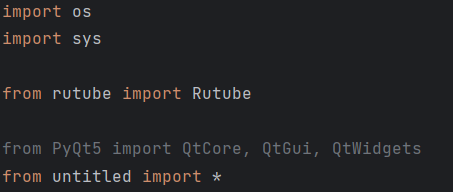 import os
import sys
from rutube import Rutube
from PyQt5 import QtCore, QtGui, QtWidgets
from untitled import *